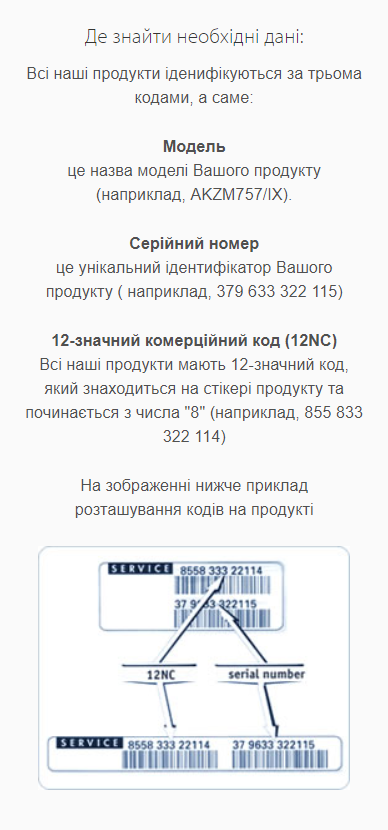 Де знайти необхідні дані:
Всі наші продукти іденифікуються за трьома
кодами, а саме:
Модель
це назва моделі Вашого продукту
(наприклад, AKZM757/IX).
Серійний номер
це унікальний ідентифікатор Вашого
продукту ( наприклад, 379 633 322 115)
12-значний комерційний код (12NC)
Всі наші продукти мають 12-значний код,
який знаходиться на стікері продукту та
починається з числа "8" (наприклад, 855 833
322 114)
На зображенні нижче приклад
розташування кодів на продукті
SERVICE 8558 333 22114
322115
12NC serial number
SERVICE 8558 333 22114 37 9633 322115